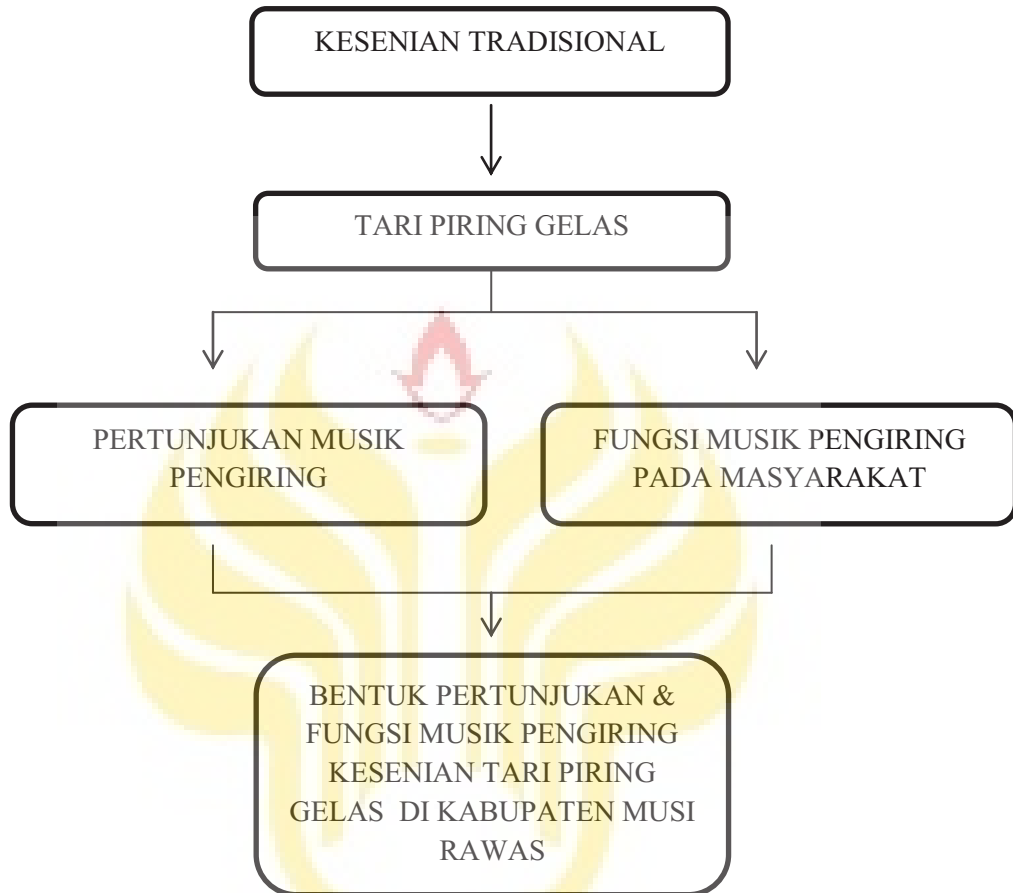 KESENIAN TRADISIONAL
TARI PIRING GELAS
PERTUNJUKAN MUSIK
PENGIRING
FUNGSI MUSIK PENGIRING
PADA MASYARAKAT
BENTUK PERTUNJUKAN &
FUNGSI MUSIK PENGIRING
KESENIAN TARI PIRING
GELAS DI KABUPATEN MUSI
RAWAS